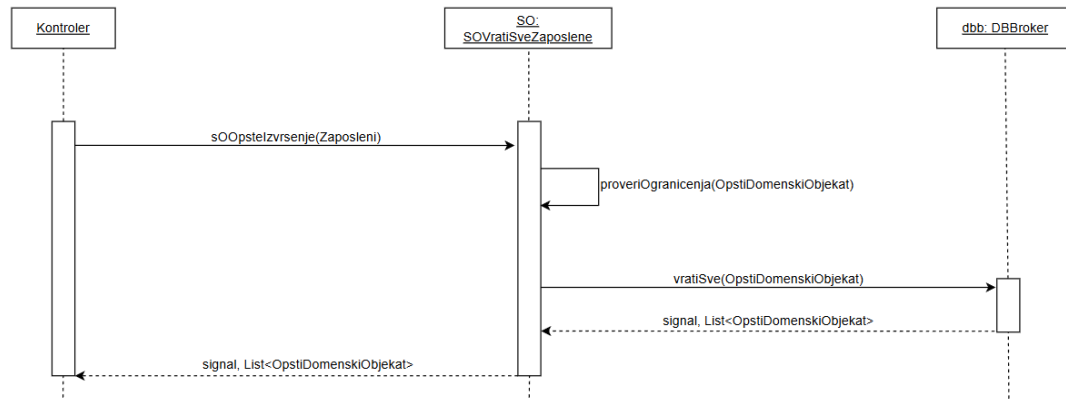 Kontroler
SO:
SOVratiSveZaposlene
dbb: DBBroker
sOOpsteIzvrsenje(Zaposleni)
proveriOgranicenja(OpstiDomenskiObjekat)
vratiSve(OpstiDomenskiObjekat)
signal, List<OpstiDomenskiObjekat>
signal, List<OpstiDomenskiObjekat>